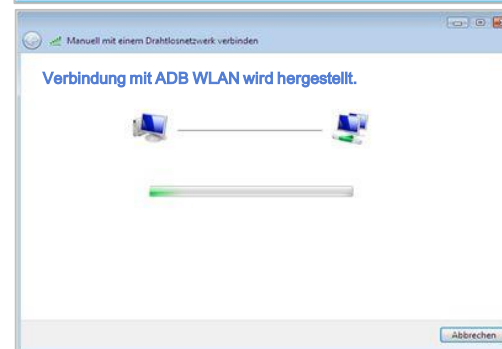 Manuell mit einem Drahtlosnetzwerk verbinden
Verbindung mit ADB WLAN wird hergestellt.
Abbrechen